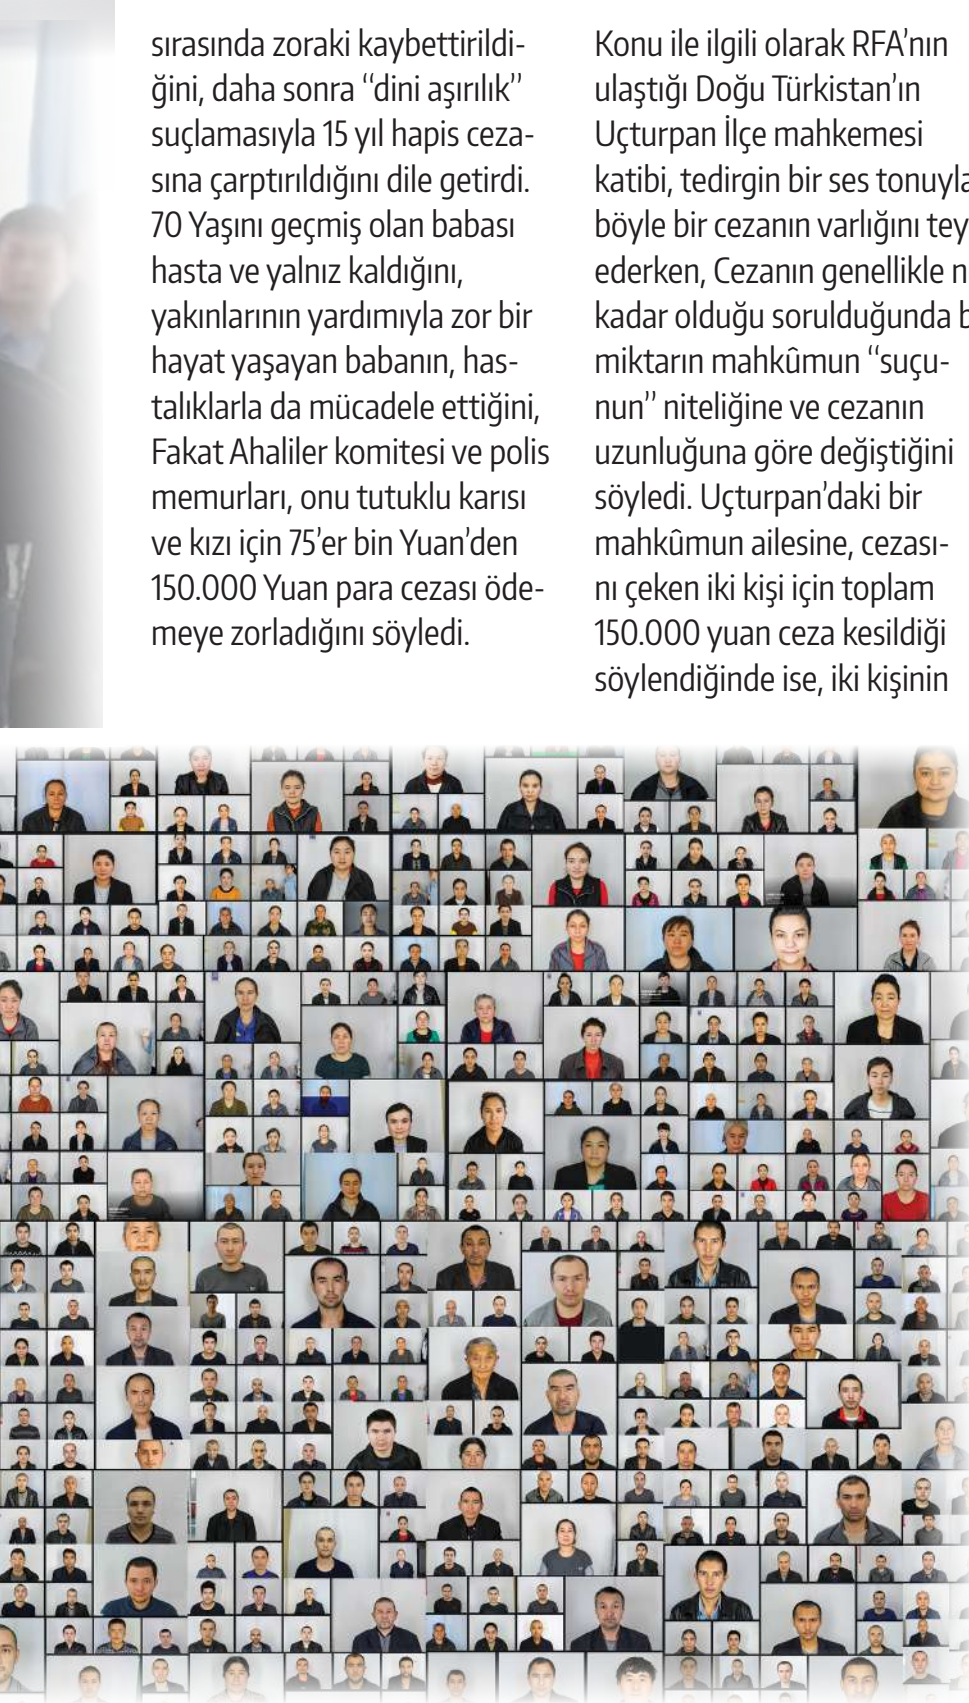 sırasında zoraki kaybettirildi-
ğini, daha sonra “dini aşırılık”
suçlamasıyla 15 yıl hapis ceza-
sına çarptırıldığını dile getirdi.
70 Yaşını geçmiş olan babası
hasta ve yalnız kaldığını,
yakınlarının yardımıyla zor bir
hayat yaşayan babanın, has-
talıklarla da mücadele ettiğini,
Fakat Ahaliler komitesi ve polis
memurları, onu tutuklu karısı
ve kızı için 75’er bin Yuan’den
150.000 Yuan para cezası öde-
meye zorladığını söyledi.
Konu ile ilgili olarak RFA’nın
ulaştığı Doğu Türkistan’ın
Uçturpan İlçe mahkemesi
katibi, tedirgin bir ses tonuyla
böyle bir cezanın varlığını tey
ederken, Cezanın genellikle n
kadar olduğu sorulduğunda b
miktarın mahkûmun “suçu-
nun” niteliğine ve cezanın
uzunluğuna göre değiştiğini
söyledi. Uçturpan’daki bir
mahkûmun ailesine, cezası-
nı çeken iki kişi için toplam
150.000 yuan ceza kesildiği
söylendiğinde ise, iki kişinin